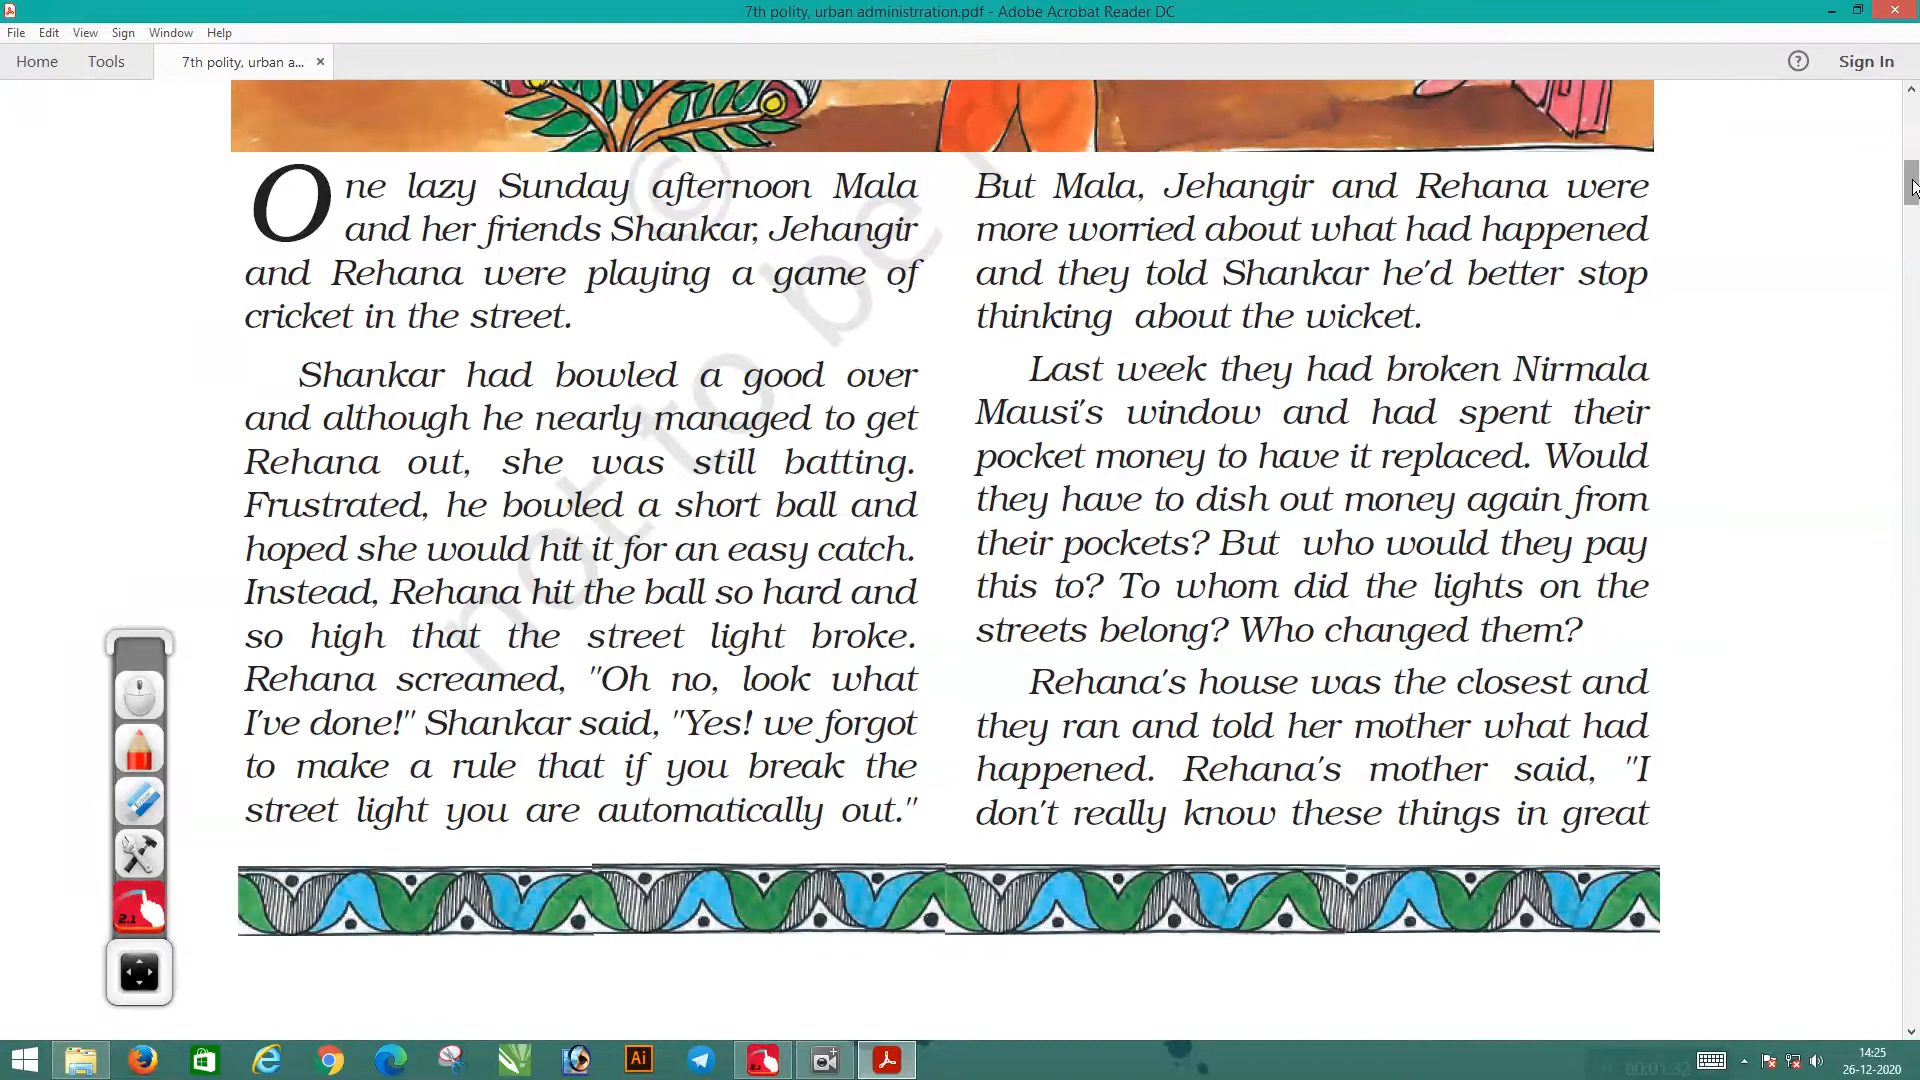 7th polity, urban administrration.pdf - Adobe Acrobat Reader DC
File Edit View Sign Window Help
Home Tools 7th polity, urban a... × ? Sign In
One lazy Sunday afternoon Mala
and her friends Shankar, Jehangir
and Rehana were playing a game of
cricket in the street.
Shankar had bowled a good over
and although he nearly managed to get
Rehana out, she was still batting.
Frustrated, he bowled a short ball and
hoped she would hit it for an easy catch.
Instead, Rehana hit the ball so hard and
so high that the street light broke.
Rehana screamed, "Oh no, look what
I've done!" Shankar said, "Yes! we forgot
to make a rule that if you break the
street light you are automatically out."
But Mala, Jehangir and Rehana were
more worried about what had happened
and they told Shankar he'd better stop
thinking about the wicket.
Last week they had broken Nirmala
Mausi's window and had spent their
pocket money to have it replaced. Would
they have to dish out money again from
their pockets? But who would they pay
this to? To whom did the lights on the
streets belong? Who changed them?
Rehana's house was the closest and
they ran and told her mother what had
happened. Rehana's mother said, "I
don't really know these things in great
©
not to be
2.1
Ai
00:01:32
14:25
26-12-2020